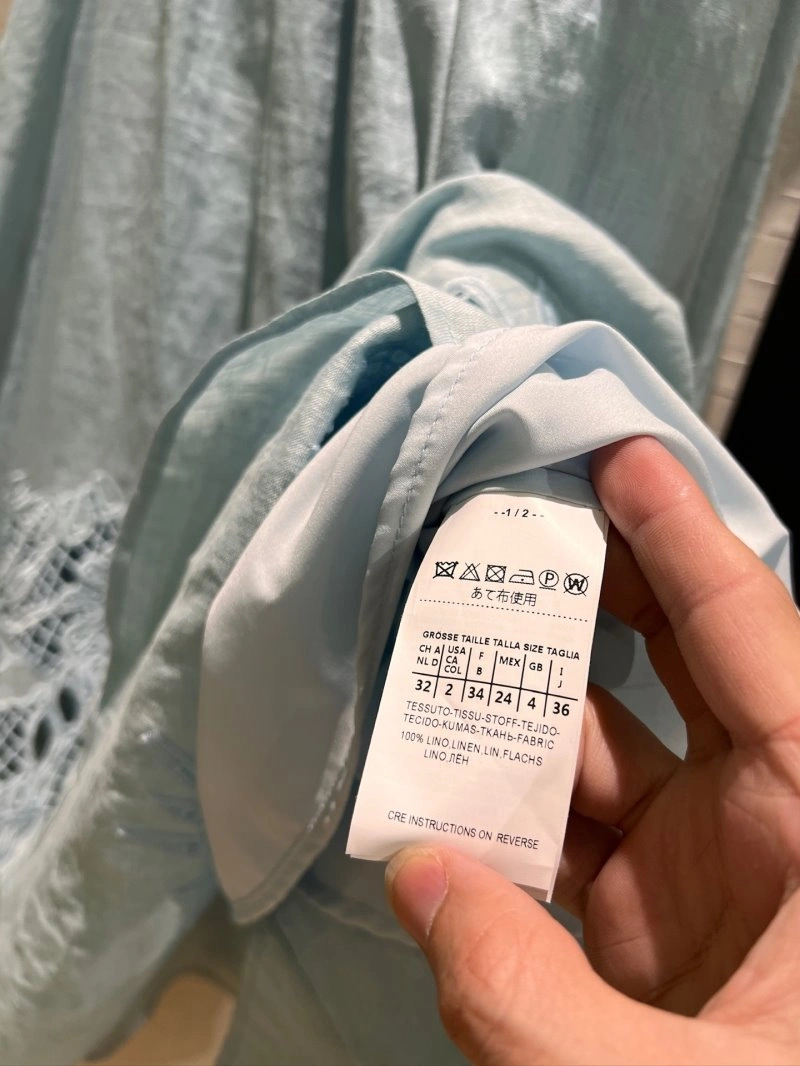 --1/2--
P W
あて布使用
GRÖSSE TAILLE TALLA SIZE TAGLIA
CH A NL D | USA CA COL | F B | MEX | GB | I J
32 | 2 | 34 | 24 | 4 | 36
TESSUTO-TISSU-STOFF-TEJIDO-
TECIDO-KUMAS-ТКАНЬ-FABRIC
100% LINO,LINEN,LIN,FLACHS
LINO,ЛЁН
CRE INSTRUCTIONS ON REVERSE